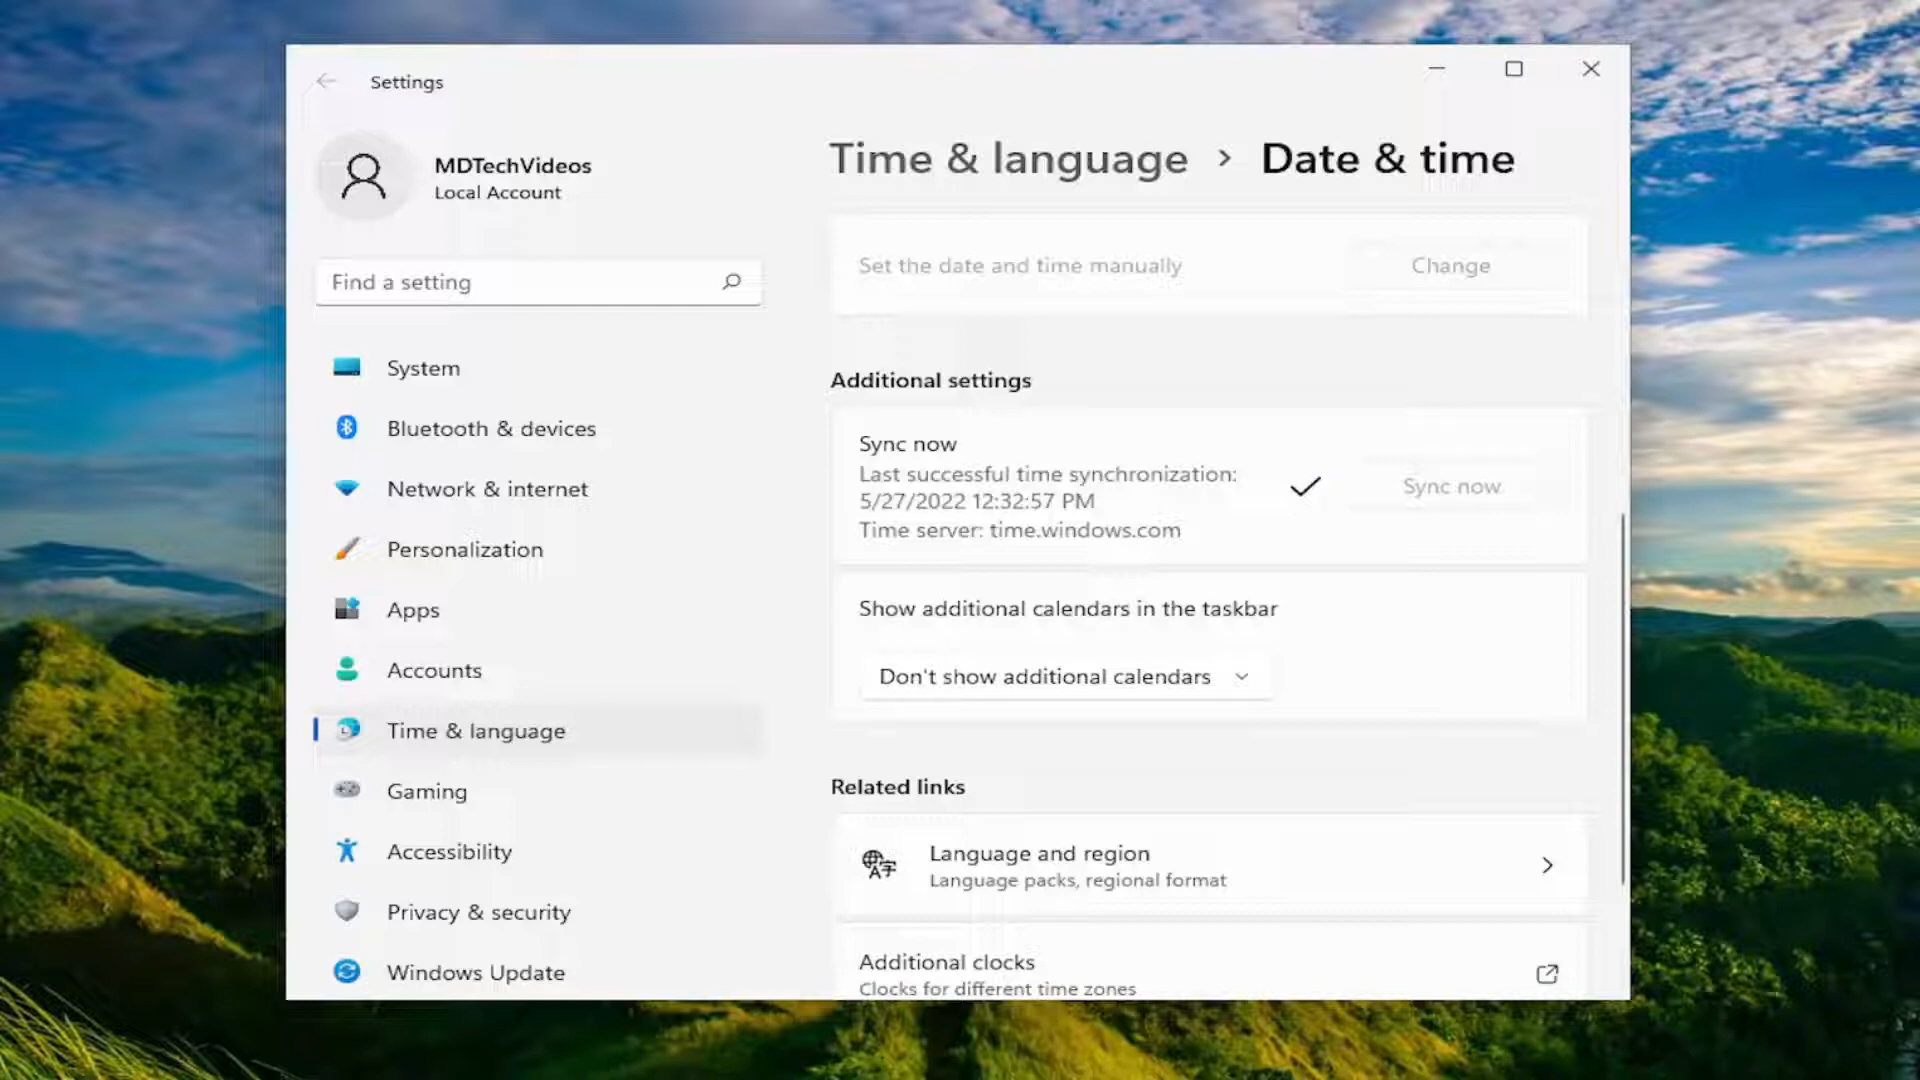 Settings
MDTechVideos
Local Account
Find a setting
System
Bluetooth & devices
Network & internet
Personalization
Apps
Accounts
Time & language
Gaming
Accessibility
Privacy & security
Windows Update
Time & language > Date & time
Set the date and time manually
Change
Additional settings
Sync now
Last successful time synchronization:
5/27/2022 12:32:57 PM
Time server: time.windows.com
Sync now
Show additional calendars in the taskbar
Don't show additional calendars
Related links
Language and region
Language packs, regional format
Additional clocks
Clocks for different time zones